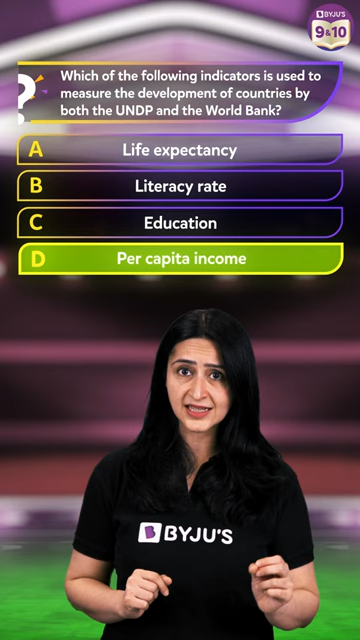 BYJU'S
9&10
Which of the following indicators is used to
measure the development of countries by
both the UNDP and the World Bank?
A Life expectancy
B Literacy rate
C Education
D Per capita income
B BYJU'S